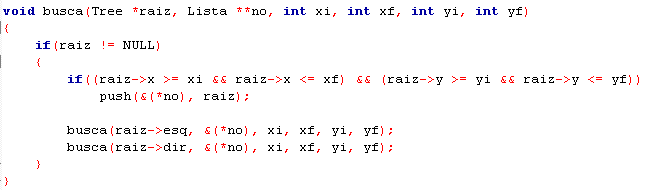 void busca(Tree *raiz, Lista **no, int xi, int xf, int yi, int yf)
{
    if(raiz != NULL)
    {
        if((raiz->x >= xi && raiz->x <= xf) && (raiz->y >= yi && raiz->y <= yf))
            push(&(*no), raiz);

        busca(raiz->esq, &(*no), xi, xf, yi, yf);
        busca(raiz->dir, &(*no), xi, xf, yi, yf);
    }
}